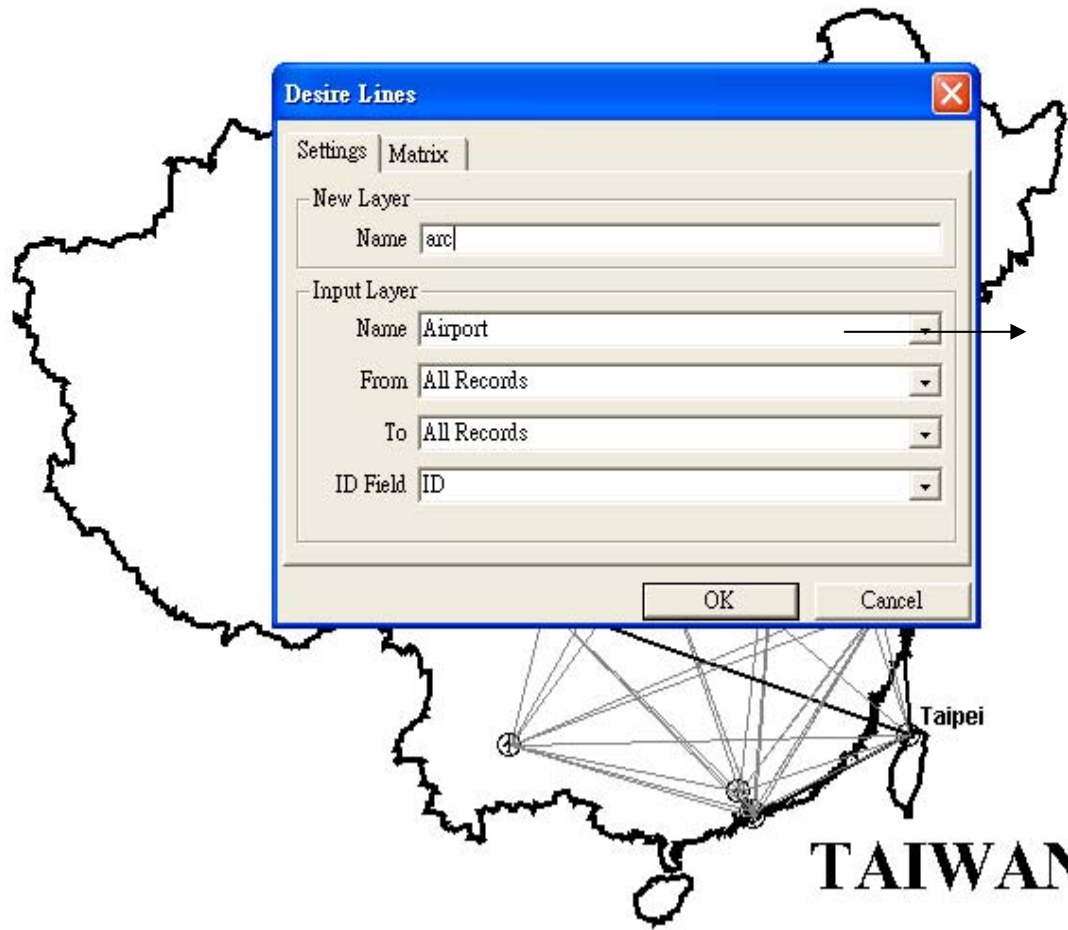 Desire Lines
Settings
Matrix
New Layer
Name arc
Input Layer
Name Airport
From All Records
To All Records
ID Field ID
OK
Cancel
Taipei
TAIWAN